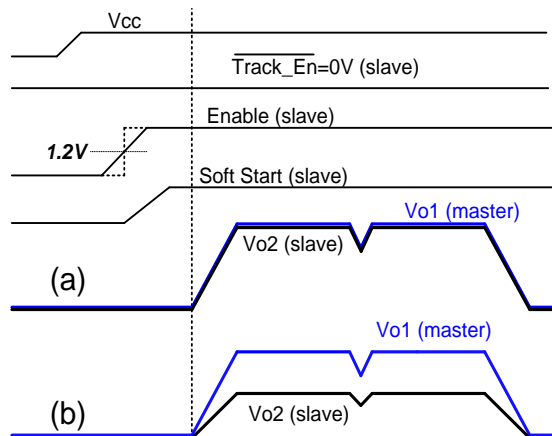 Vcc
Track_En=0V (slave)
Enable (slave)
1.2V
Soft Start (slave)
Vo1 (master)
Vo2 (slave)
(a)
Vo1 (master)
(b)
Vo2 (slave)